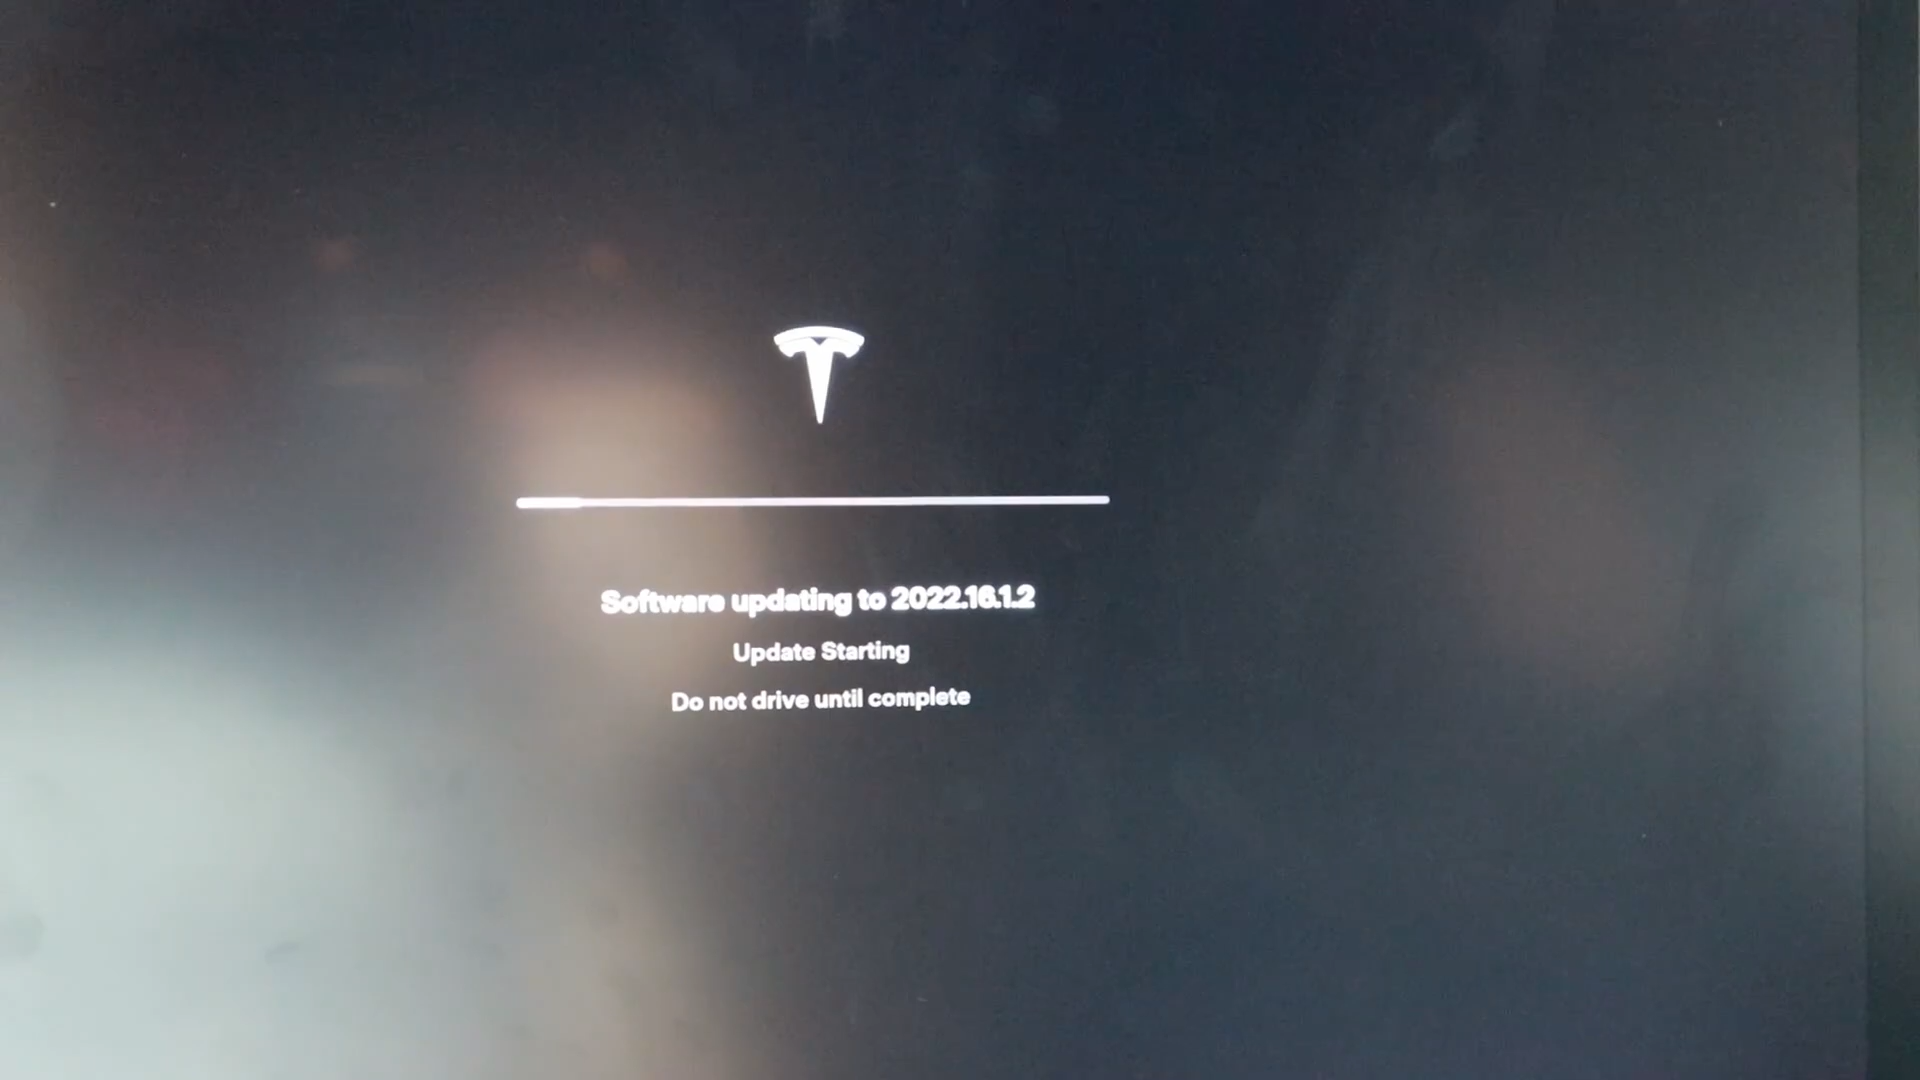 Software updating to 2022.16.1.2
Update Starting
Do not drive until complete